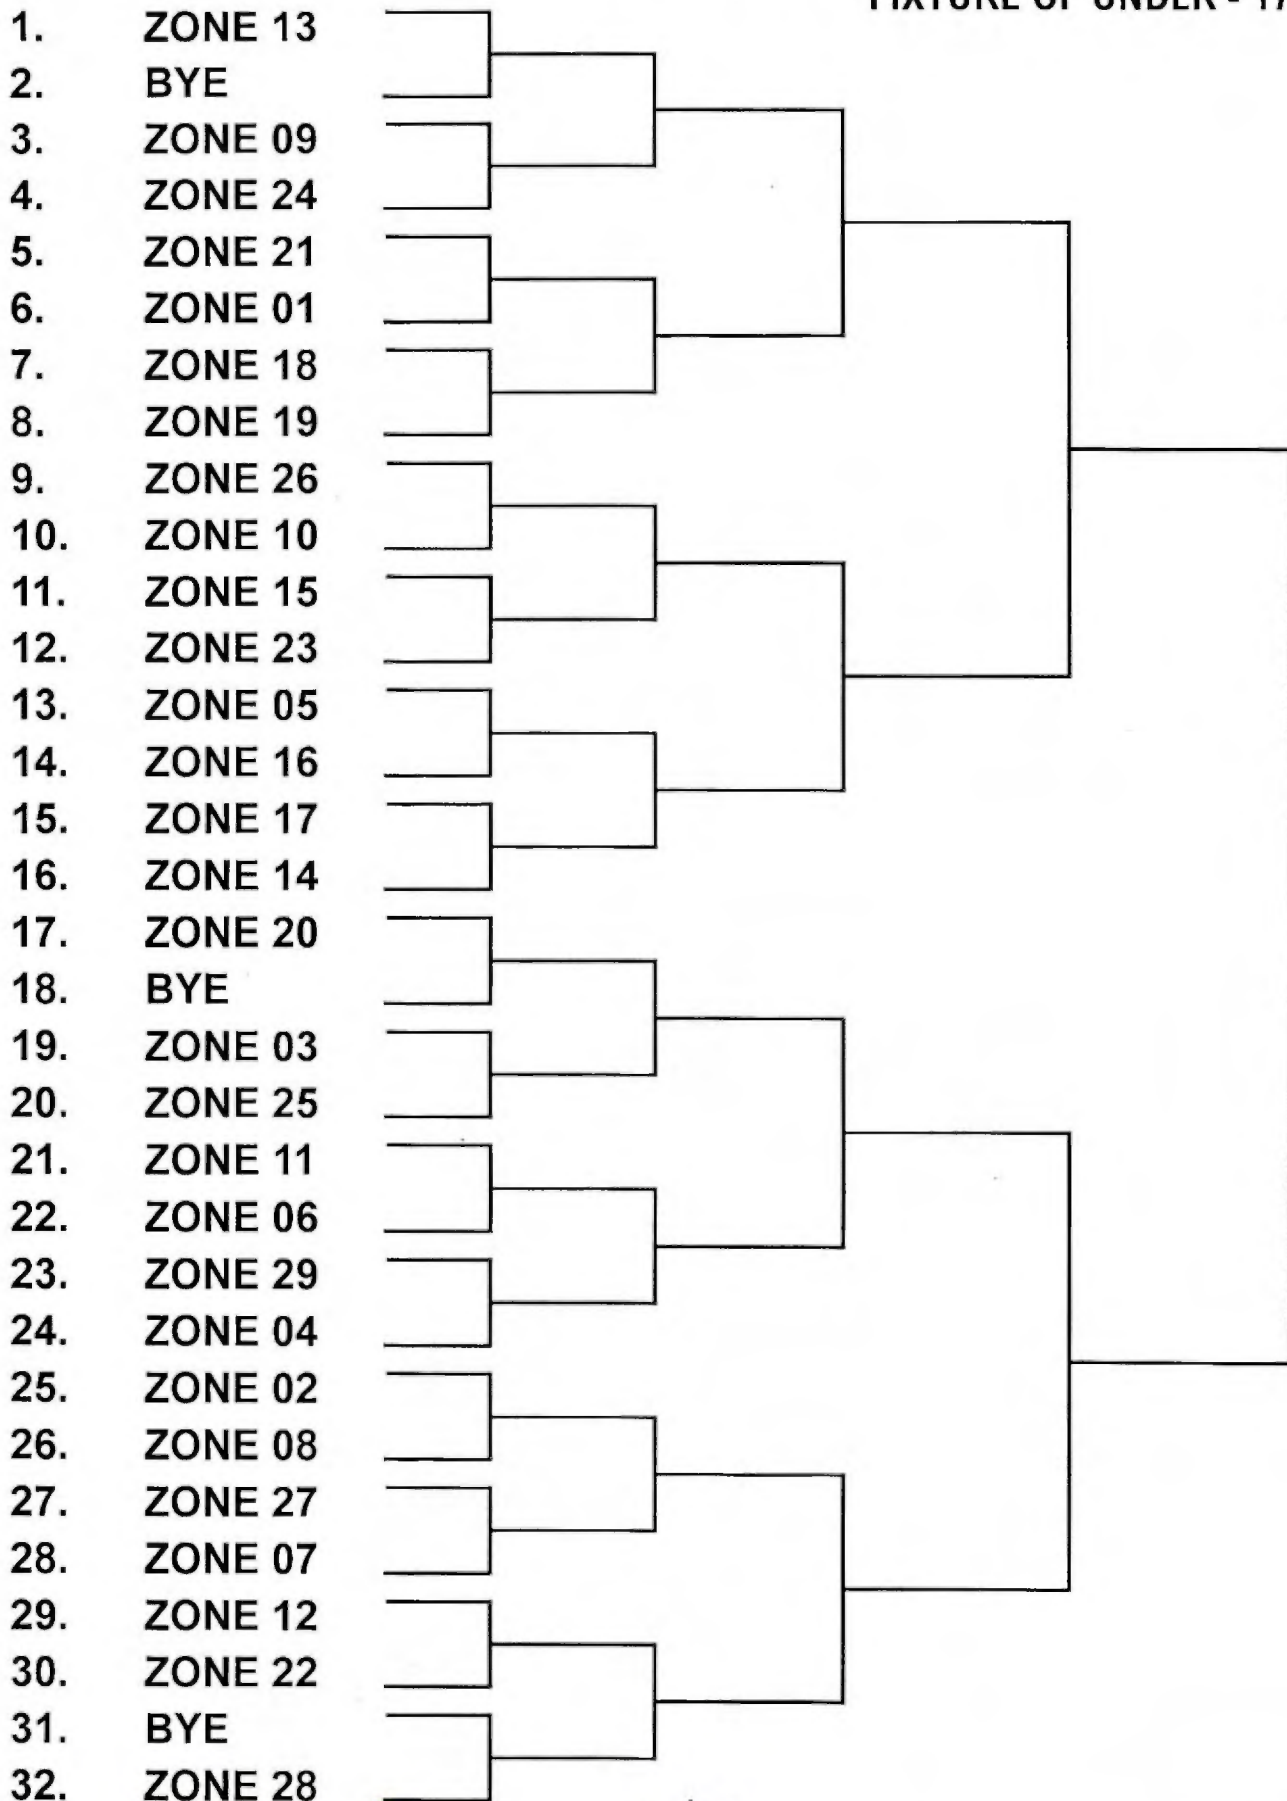 FIXTURE OF UNDER - 17
1. ZONE 13
2. BYE
3. ZONE 09
4. ZONE 24
5. ZONE 21
6. ZONE 01
7. ZONE 18
8. ZONE 19
9. ZONE 26
10. ZONE 10
11. ZONE 15
12. ZONE 23
13. ZONE 05
14. ZONE 16
15. ZONE 17
16. ZONE 14
17. ZONE 20
18. BYE
19. ZONE 03
20. ZONE 25
21. ZONE 11
22. ZONE 06
23. ZONE 29
24. ZONE 04
25. ZONE 02
26. ZONE 08
27. ZONE 27
28. ZONE 07
29. ZONE 12
30. ZONE 22
31. BYE
32. ZONE 28